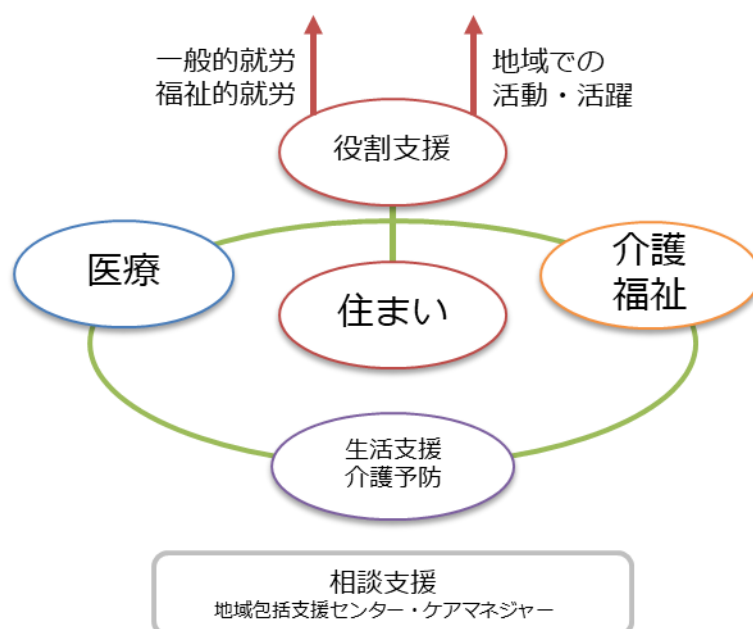 一般的就労
福祉的就労
地域での
活動・活躍
役割支援
医療
介護
福祉
住まい
生活支援
介護予防
相談支援
地域包括支援センター・ケアマネジャー